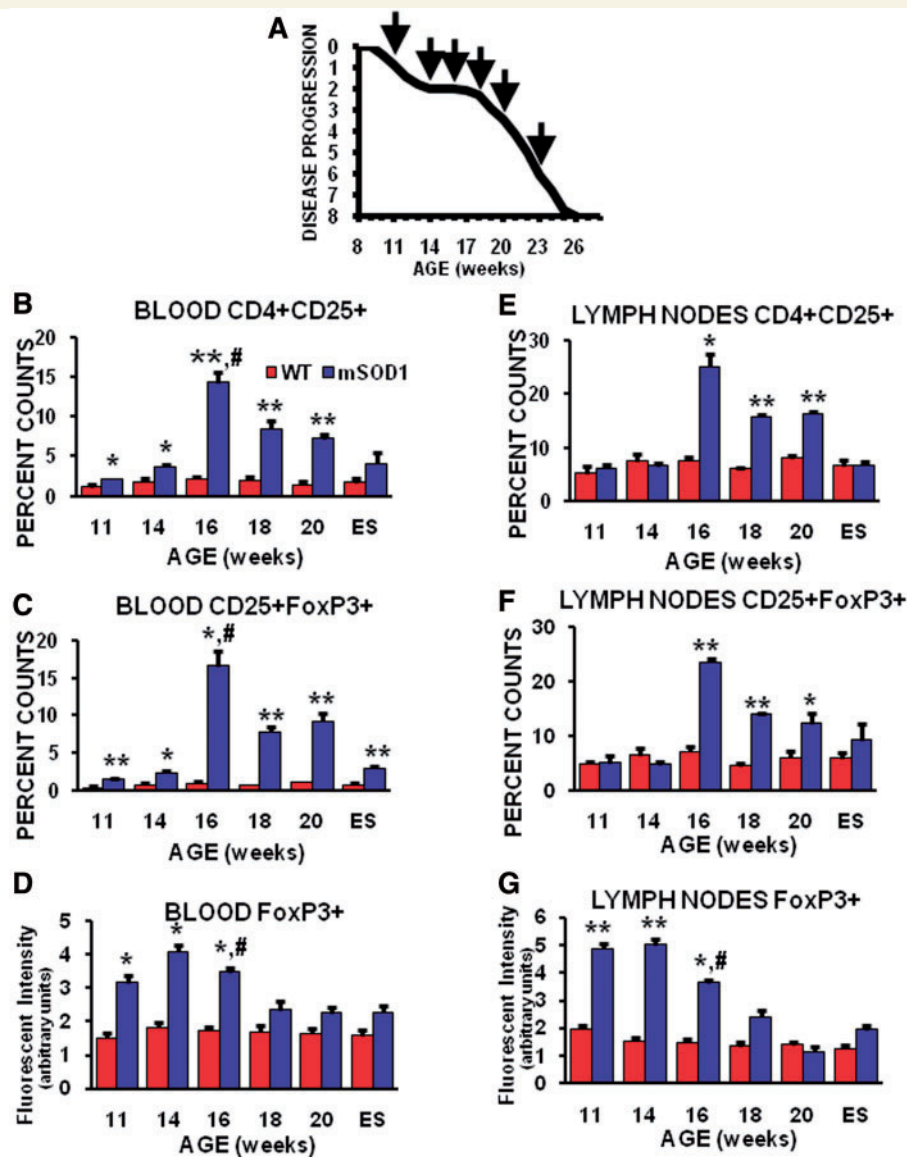 A
DISEASE PROGRESSION
0
1
2
3
4
5
6
7
8
8 11 14 17 20 23 26
AGE (weeks)
B
BLOOD CD4+CD25+
PERCENT COUNTS
20
15
10
5
0
WT mSOD1
* * **,# ** **
11 14 16 18 20 ES
AGE (weeks)
E
LYMPH NODES CD4+CD25+
PERCENT COUNTS
30
20
10
0
* ** **
11 14 16 18 20 ES
AGE (weeks)
C
BLOOD CD25+FoxP3+
PERCENT COUNTS
20
15
10
5
0
** * *,# ** ** **
11 14 16 18 20 ES
AGE (weeks)
F
LYMPH NODES CD25+FoxP3+
PERCENT COUNTS
30
20
10
0
** ** *
11 14 16 18 20 ES
AGE (weeks)
D
BLOOD FoxP3+
Fluorescent Intensity
(arbitrary units)
5
4
3
2
1
0
* * *,#
11 14 16 18 20 ES
AGE (weeks)
G
LYMPH NODES FoxP3+
Fluorescent Intensity
(arbitrary units)
6
5
4
3
2
1
0
** ** *,#
11 14 16 18 20 ES
AGE (weeks)